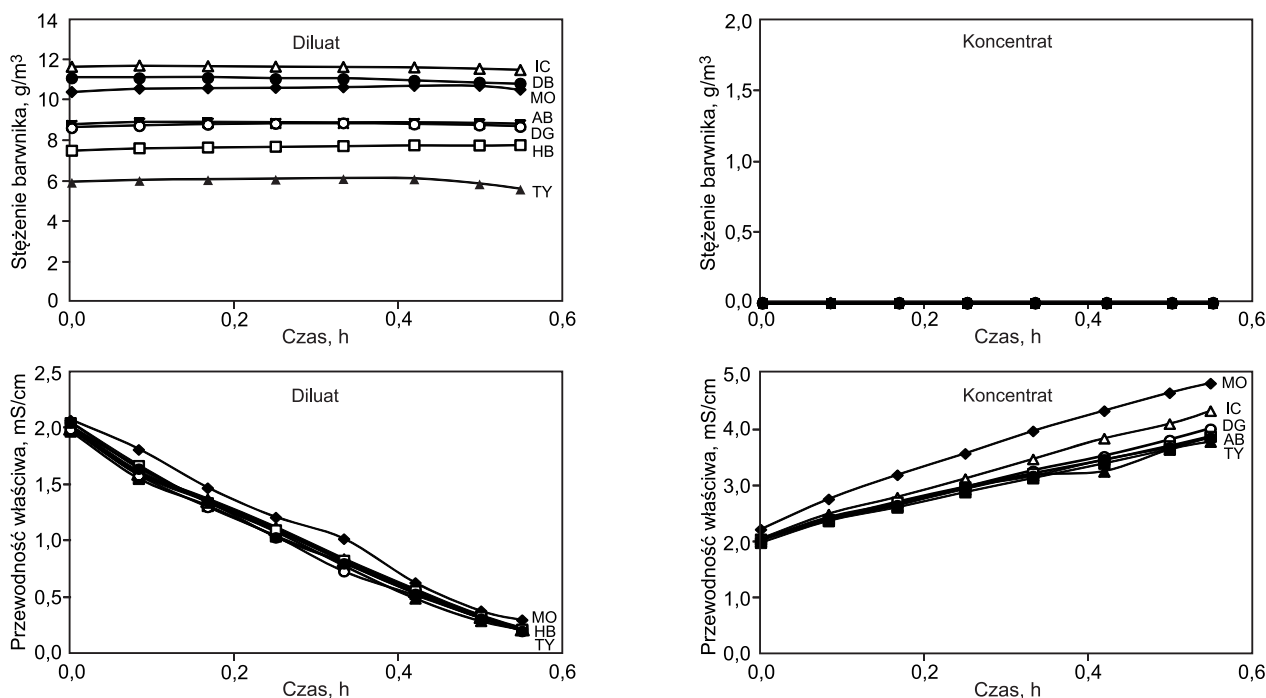 Diluat
Stężenie barwnika, g/m³
14
12
10
8
6
4
2
0
0,0
0,2
0,4
0,6
Czas, h
IC
DB
MO
AB
DG
HB
TY
Koncentrat
Stężenie barwnika, g/m³
2,0
1,5
1,0
0,5
0,0
0,0
0,2
0,4
0,6
Czas, h
Diluat
Przewodność właściwa, mS/cm
2,5
2,0
1,5
1,0
0,5
0,0
0,2
0,4
0,6
Czas, h
MO
HB
TY
Koncentrat
Przewodność właściwa, mS/cm
5,0
4,0
3,0
2,0
1,0
0,0
0,0
0,2
0,4
0,6
Czas, h
MO
IC
DG
AB
TY